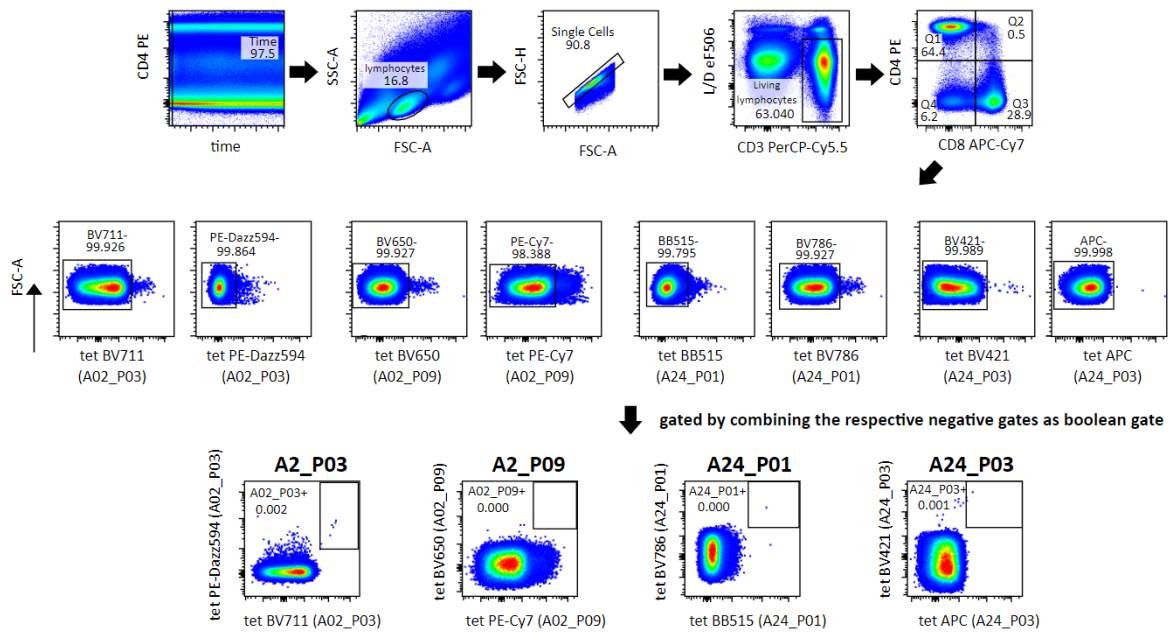 CD4 PE
Time
97.5
time
SSC-A
lymphocytes
16.8
FSC-A
FSC-H
Single Cells
90.8
FSC-A
L/D eF506
Living
lymphocytes
63.040
CD3 PerCP-Cy5.5
CD4 PE
Q1
64.4
Q2
0.5
Q4
6.2
Q3
28.9
CD8 APC-Cy7
FSC-A
BV711-
99.926
tet BV711
(A02_P03)
PE-Dazz594-
99.864
tet PE-Dazz594
(A02_P03)
BV650-
99.927
tet BV650
(A02_P09)
PE-Cy7-
98.388
tet PE-Cy7
(A02_P09)
BB515-
99.795
tet BB515
(A24_P01)
BV786-
99.927
tet BV786
(A24_P01)
BV421-
99.989
tet BV421
(A24_P03)
APC-
99.998
tet APC
(A24_P03)
gated by combining the respective negative gates as boolean gate
A2_P03
tet PE-Dazz594 (A02_P03)
A02_P03+
0.002
tet BV711 (A02_P03)
A2_P09
tet BV650 (A02_P09)
A02_P09+
0.000
tet PE-Cy7 (A02_P09)
A24_P01
tet BV786 (A24_P01)
A24_P01+
0.000
tet BB515 (A24_P01)
A24_P03
tet BV421 (A24_P03)
A24_P03+
0.001
tet APC (A24_P03)